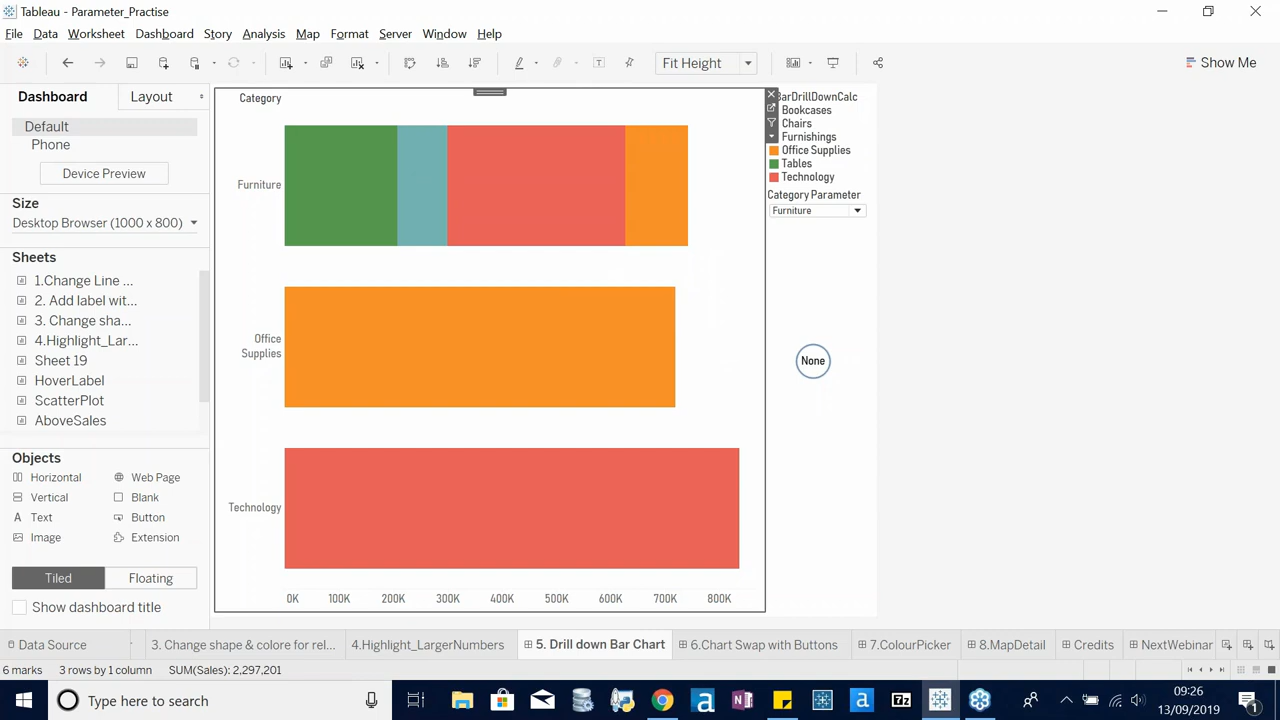 Tableau - Parameter_Practise
File Data Worksheet Dashboard Story Analysis Map Format Server Window Help
Fit Height
Show Me
Dashboard Layout
Default
Phone
Device Preview
Size
Desktop Browser (1000 x 800)
Sheets
1.Change Line ...
2. Add label wit...
3. Change sha...
4.Highlight_Lar...
Sheet 19
HoverLabel
ScatterPlot
AboveSales
Objects
Horizontal Web Page
Vertical Blank
Text Button
Image Extension
Tiled Floating
Show dashboard title
Category
Furniture
Office
Supplies
Technology
0K 100K 200K 300K 400K 500K 600K 700K 800K
BarDrillDownCalc
Bookcases
Chairs
Furnishings
Office Supplies
Tables
Technology
Category Parameter
Furniture
None
Data Source 3. Change shape & colore for rel... 4.Highlight_LargerNumbers 5. Drill down Bar Chart 6.Chart Swap with Buttons 7.ColourPicker 8.MapDetail Credits NextWebinar
6 marks 3 rows by 1 column SUM(Sales): 2,297,201
Type here to search
09:26
13/09/2019
1